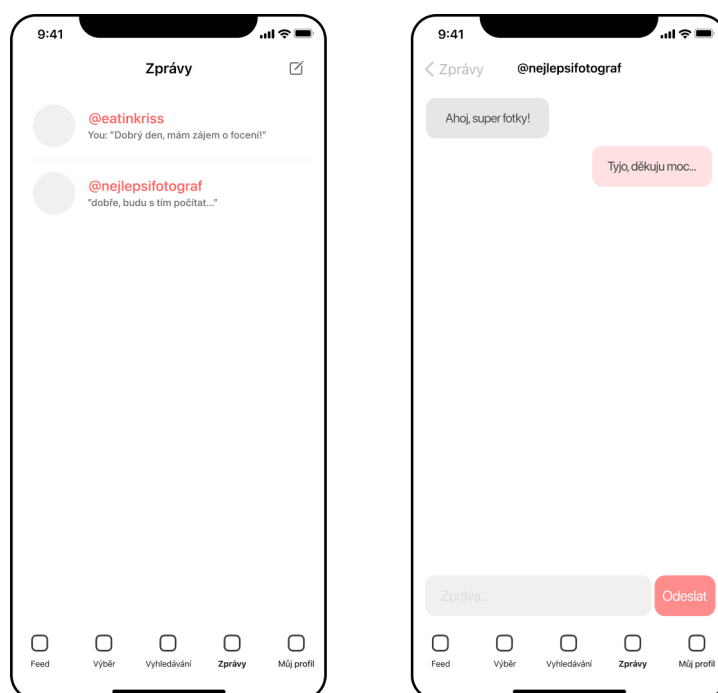 9:41
Zprávy
@eatinkriss
You: "Dobrý den, mám zájem o focení!"
@nejlepsifotograf
"dobře, budu s tím počítat..."
Feed
Výběr
Vyhledávání
Zprávy
Můj profil
9:41
Zprávy
@nejlepsifotograf
Ahoj, super fotky!
Tyjo, děkuju moc...
Zpráva...
Odeslat
Feed
Výběr
Vyhledávání
Zprávy
Můj profil